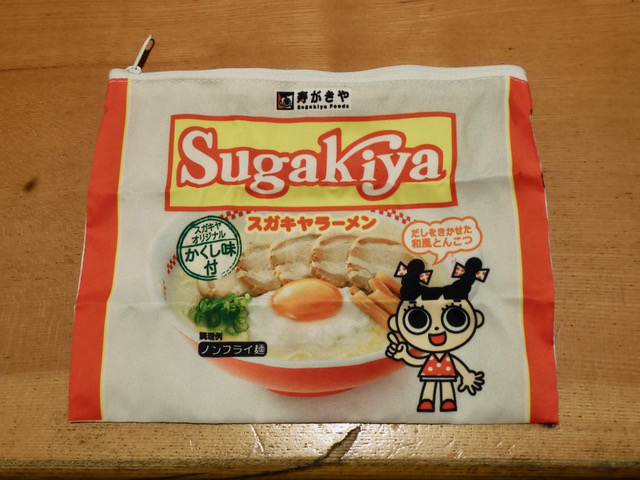 寿がきや
Sugakiya Foods
Sugakiya
スガキヤラーメン
スガキヤ
オリジナル
かくし味
付
だしをきかせた
和風とんこつ
調理例
ノンフライ麺